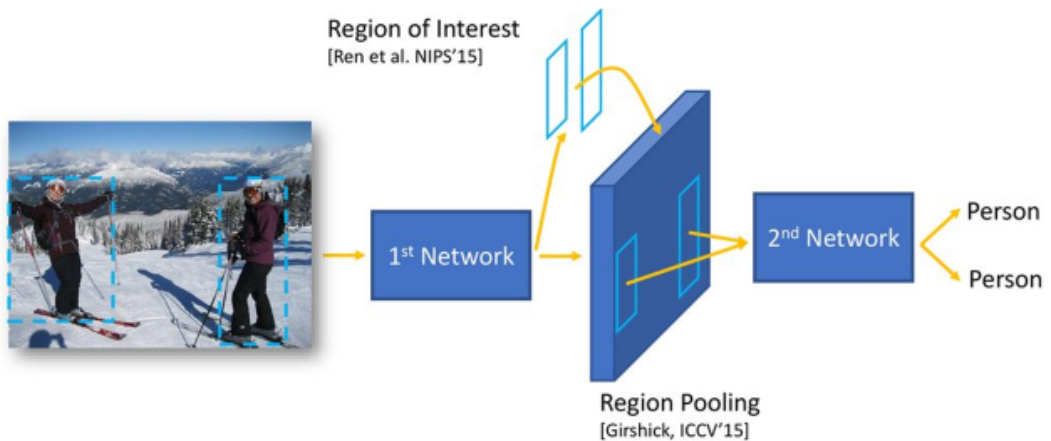 Region of Interest
[Ren et al. NIPS'15]
1st Network
2nd Network
Person
Person
Region Pooling
[Girshick, ICCV'15]